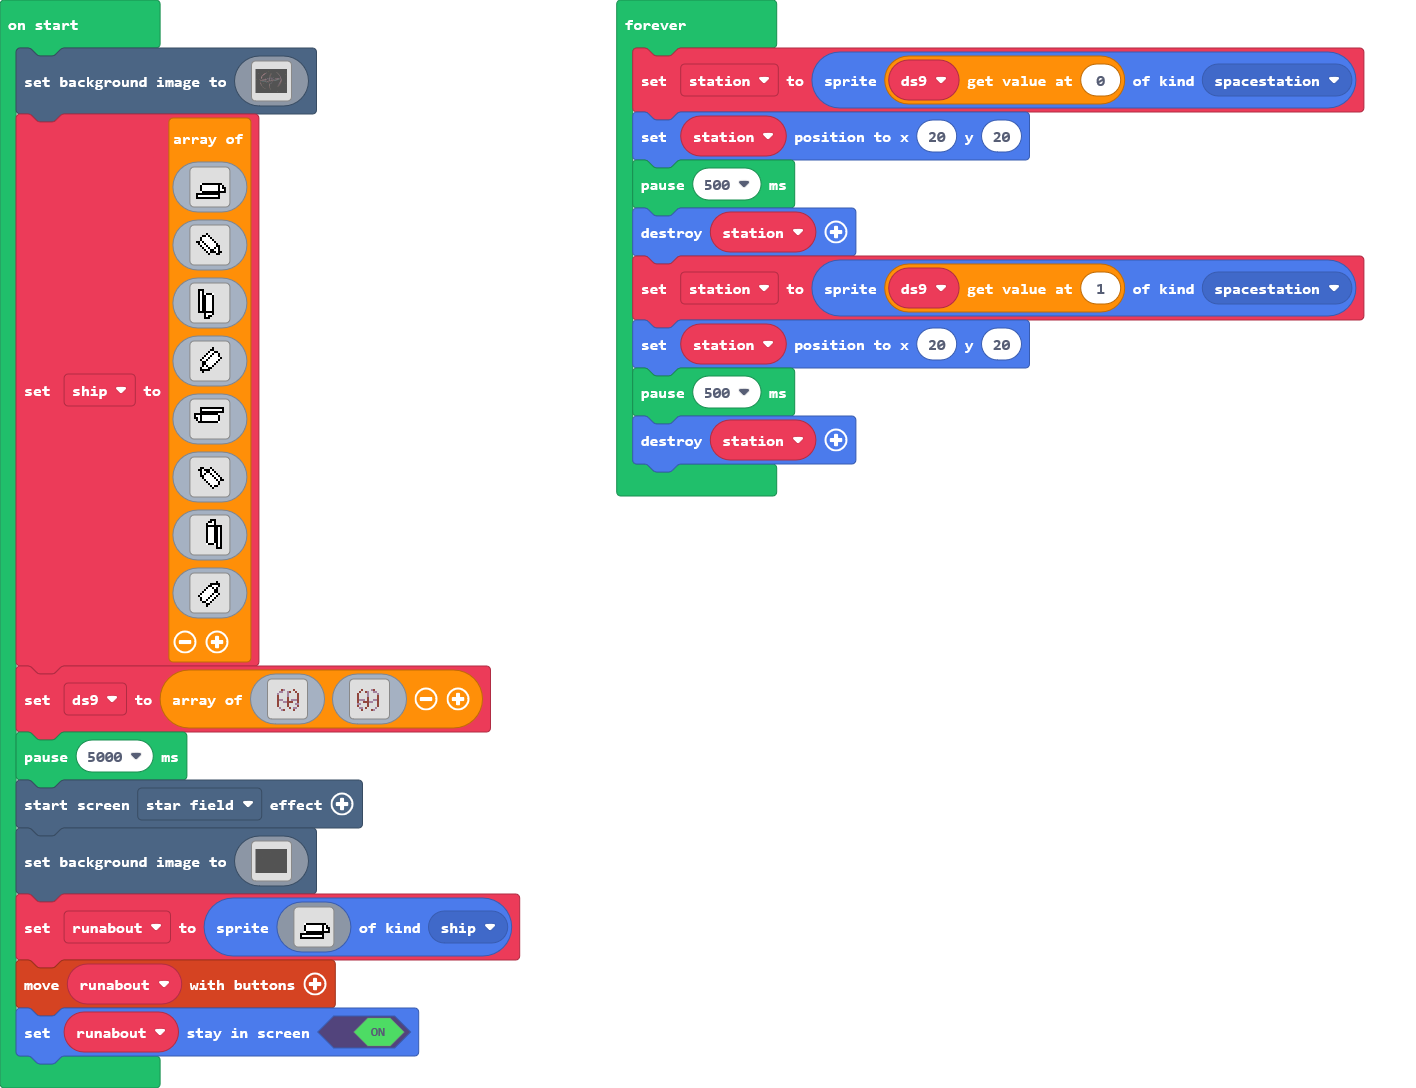 on start
set background image to
array of
set ship to
set ds9 to array of
pause 5000 ms
start screen star field effect
set background image to
set runabout to sprite of kind ship
move runabout with buttons
set runabout stay in screen ON
forever
set station to sprite ds9 get value at 0 of kind spacestation
set station position to x 20 y 20
pause 500 ms
destroy station
set station to sprite ds9 get value at 1 of kind spacestation
set station position to x 20 y 20
pause 500 ms
destroy station